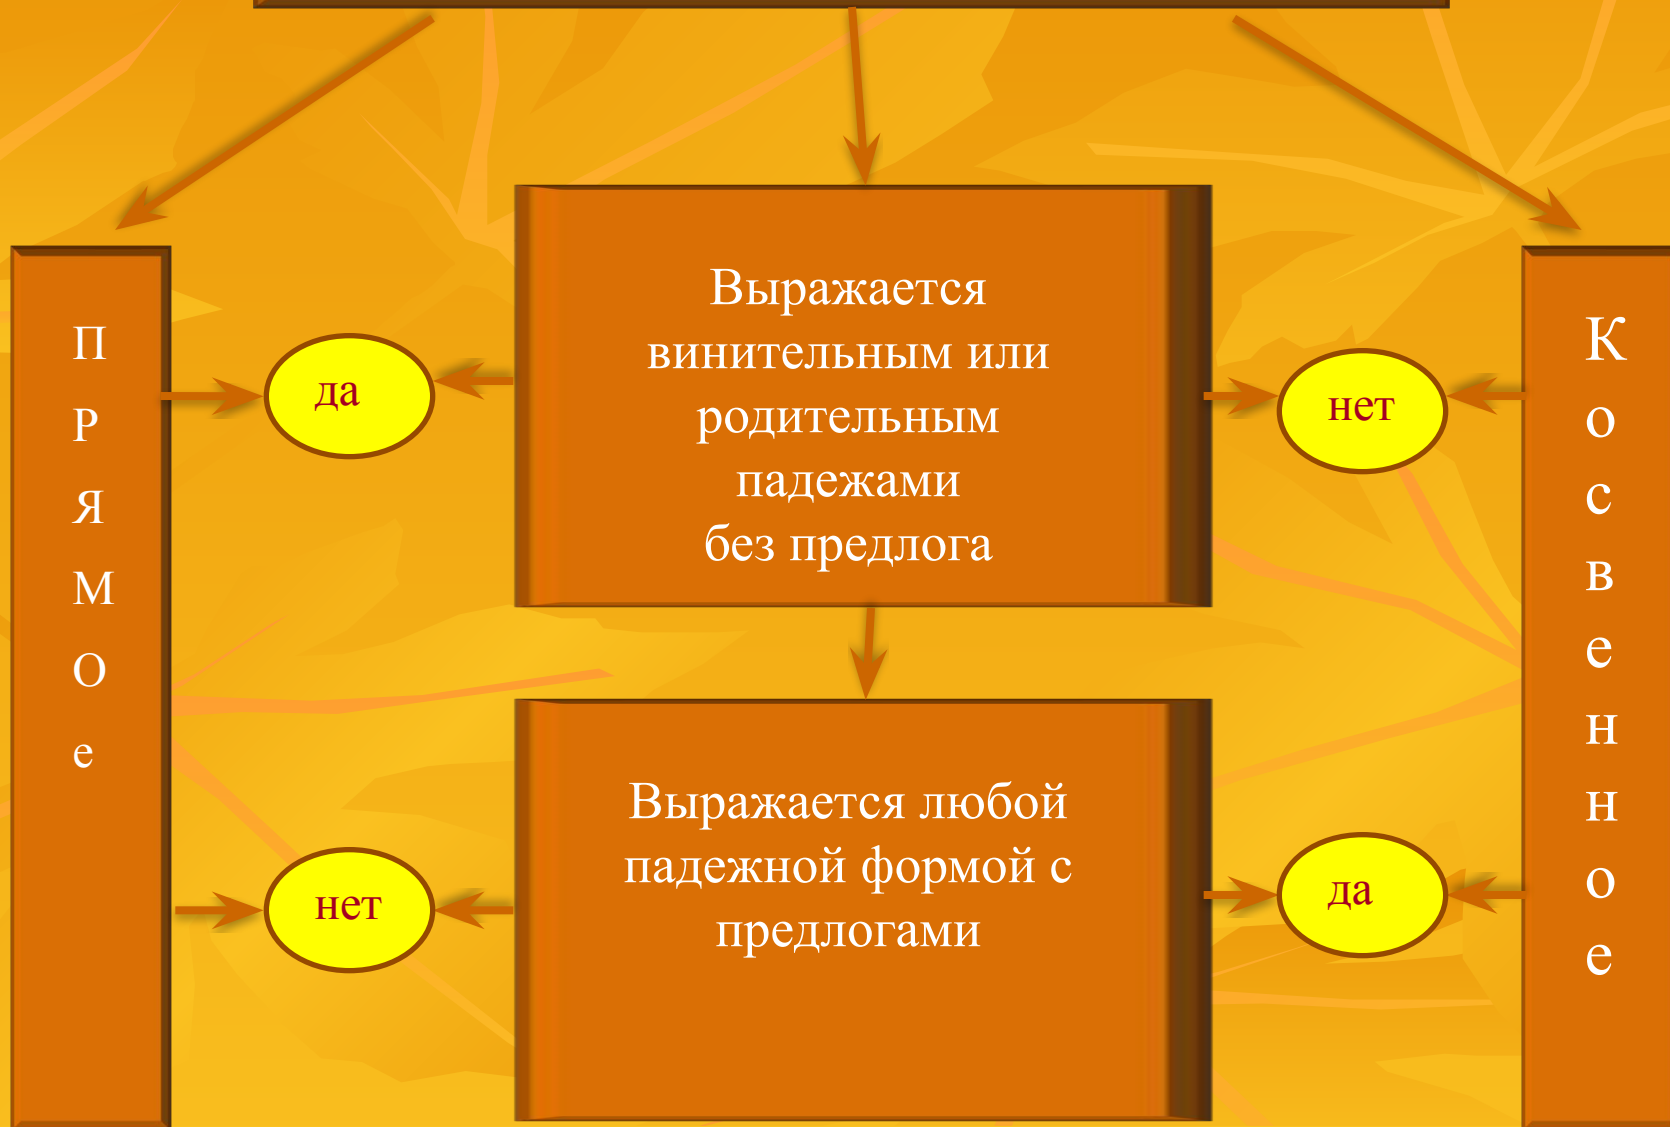 П
Р
Я
М
О
е
да
нет
Выражается
винительным или
родительным
падежами
без предлога
Выражается любой
падежной формой с
предлогами
нет
да
К
о
с
в
е
н
н
о
е